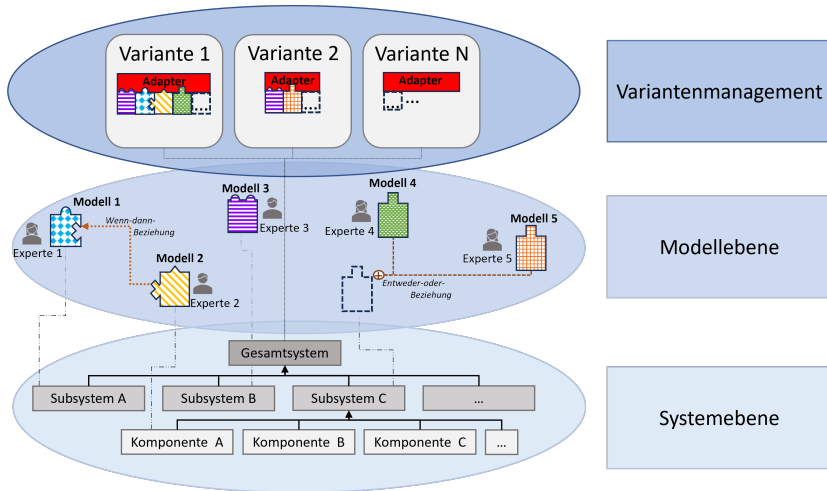 Variante 1
Adapter
...
Variante 2
Adapter
...
Variante N
Adapter
...
Variantenmanagement
Modell 1
Experte 1
Wenn-dann-
Beziehung
Modell 2
Experte 2
Modell 3
Experte 3
Modell 4
Experte 4
Modell 5
Experte 5
Entweder-oder-
Beziehung
Modellebene
Gesamtsystem
Subsystem A
Subsystem B
Subsystem C
...
Komponente A
Komponente B
Komponente C
...
Systemebene